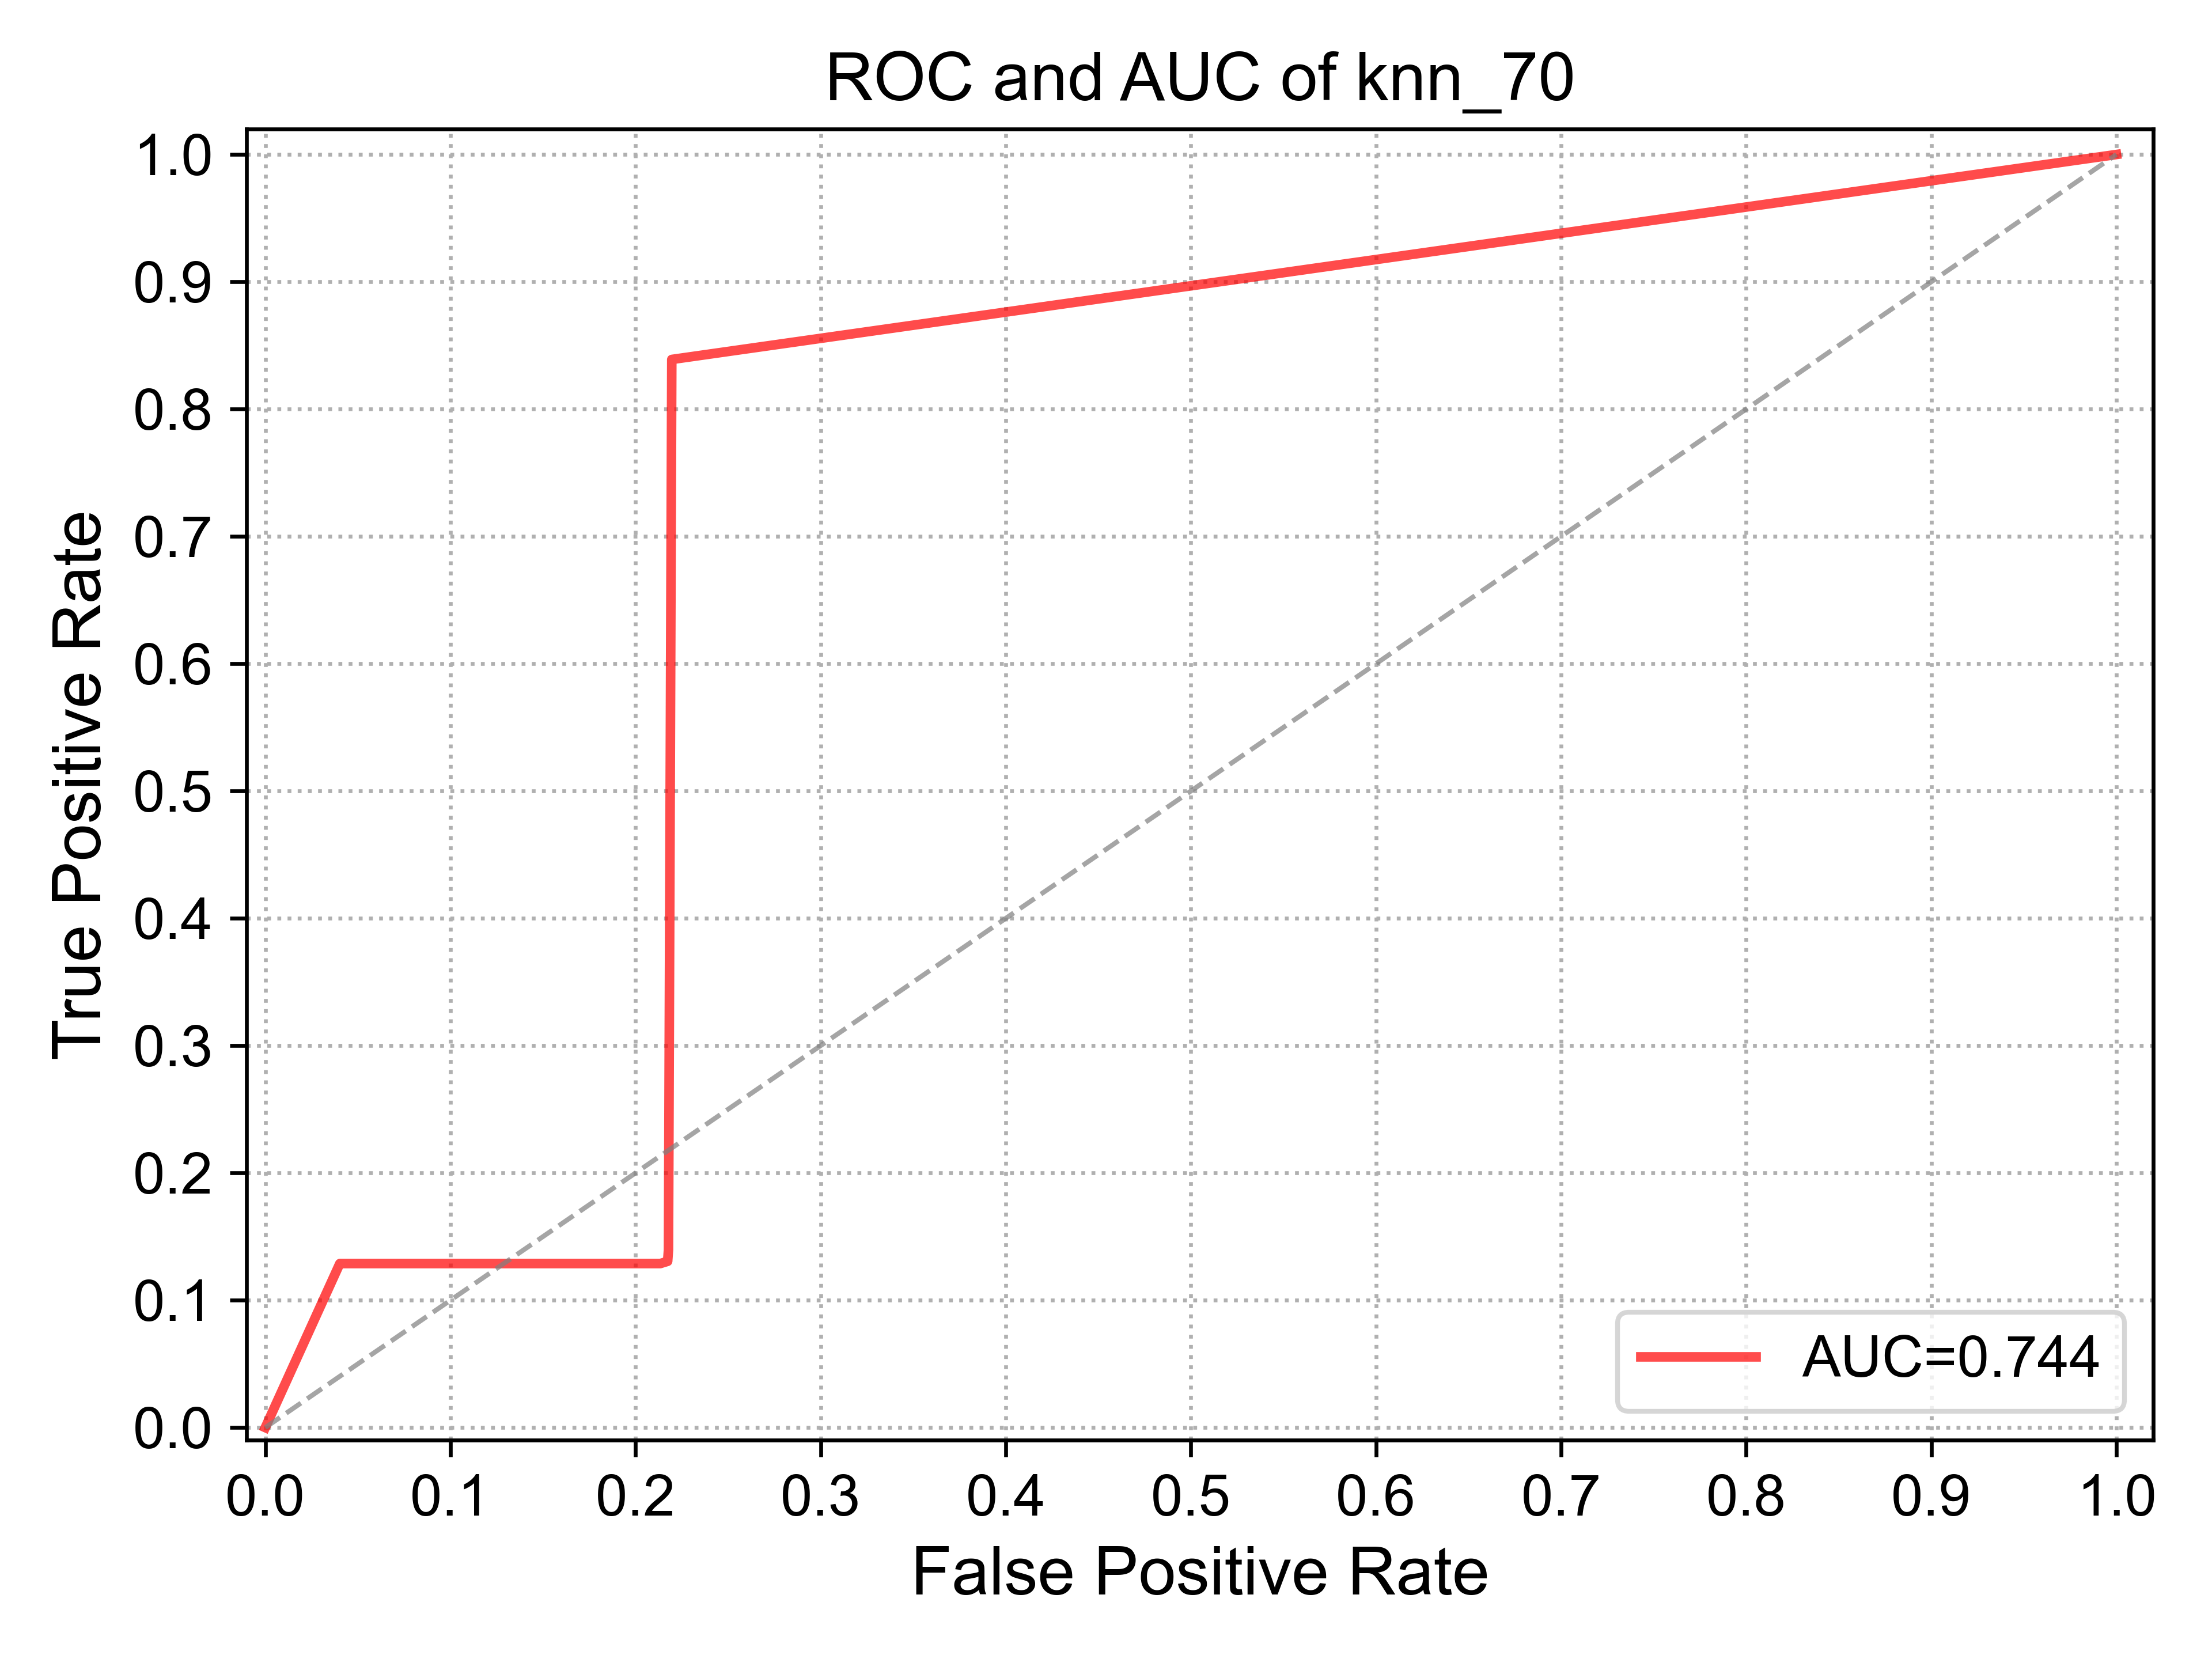 ROC and AUC of knn_70
1.0
0.9
0.8
0.7
0.6
0.5
0.4
0.3
0.2
0.1
0.0
True Positive Rate
AUC=0.744
0.0 0.1 0.2 0.3 0.4 0.5 0.6 0.7 0.8 0.9 1.0
False Positive Rate